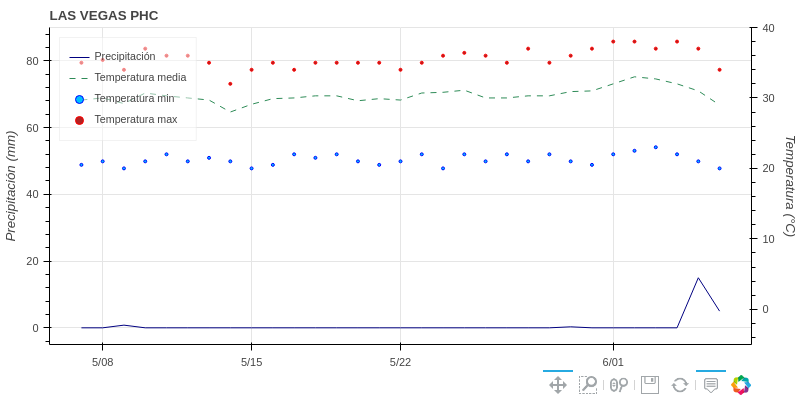 LAS VEGAS PHC
Precipitación
Temperatura media
Temperatura min
Temperatura max
Precipitación (mm)
80
60
40
20
0
40
30
20
10
0
Temperatura (°C)
5/08
5/15
5/22
6/01